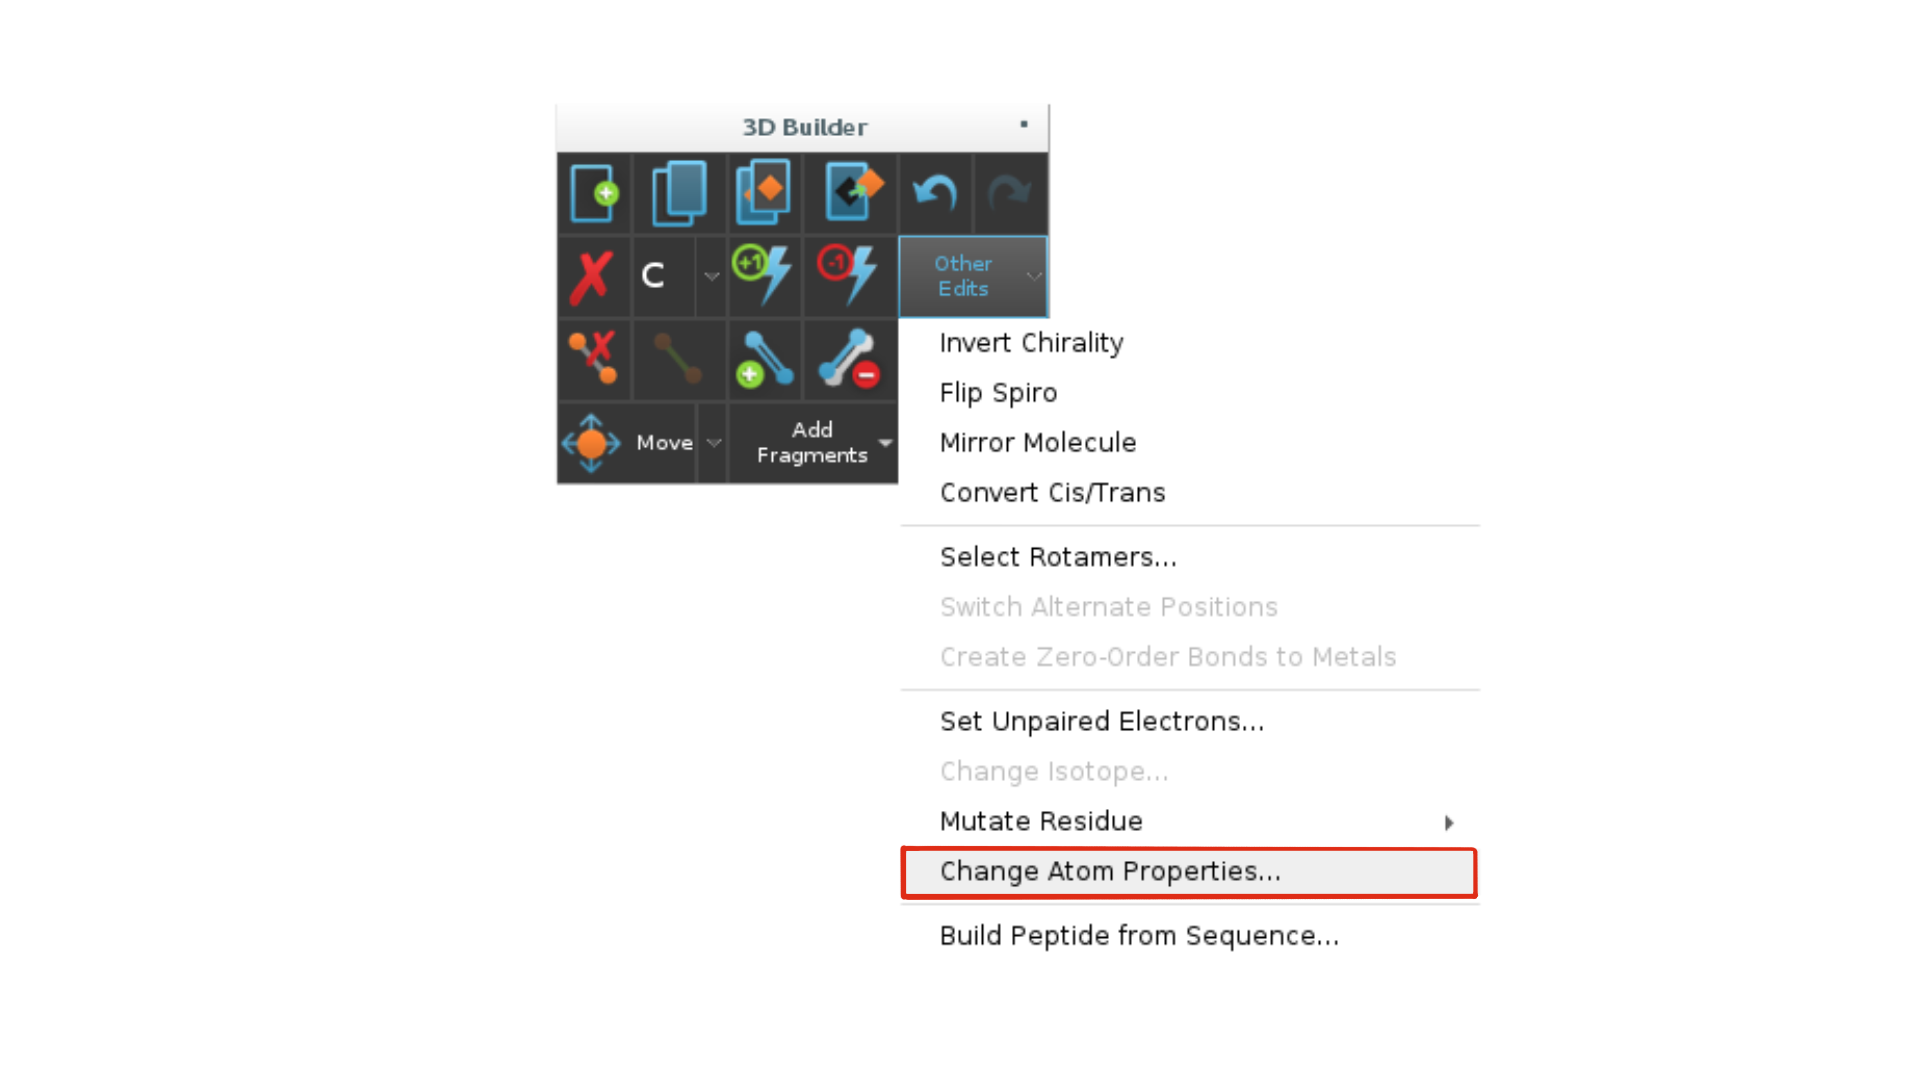 3D Builder
+1
-1
C
Other
Edits
Move
Add
Fragments
Invert Chirality
Flip Spiro
Mirror Molecule
Convert Cis/Trans
Select Rotamers...
Switch Alternate Positions
Create Zero-Order Bonds to Metals
Set Unpaired Electrons...
Change Isotope...
Mutate Residue
Change Atom Properties...
Build Peptide from Sequence...